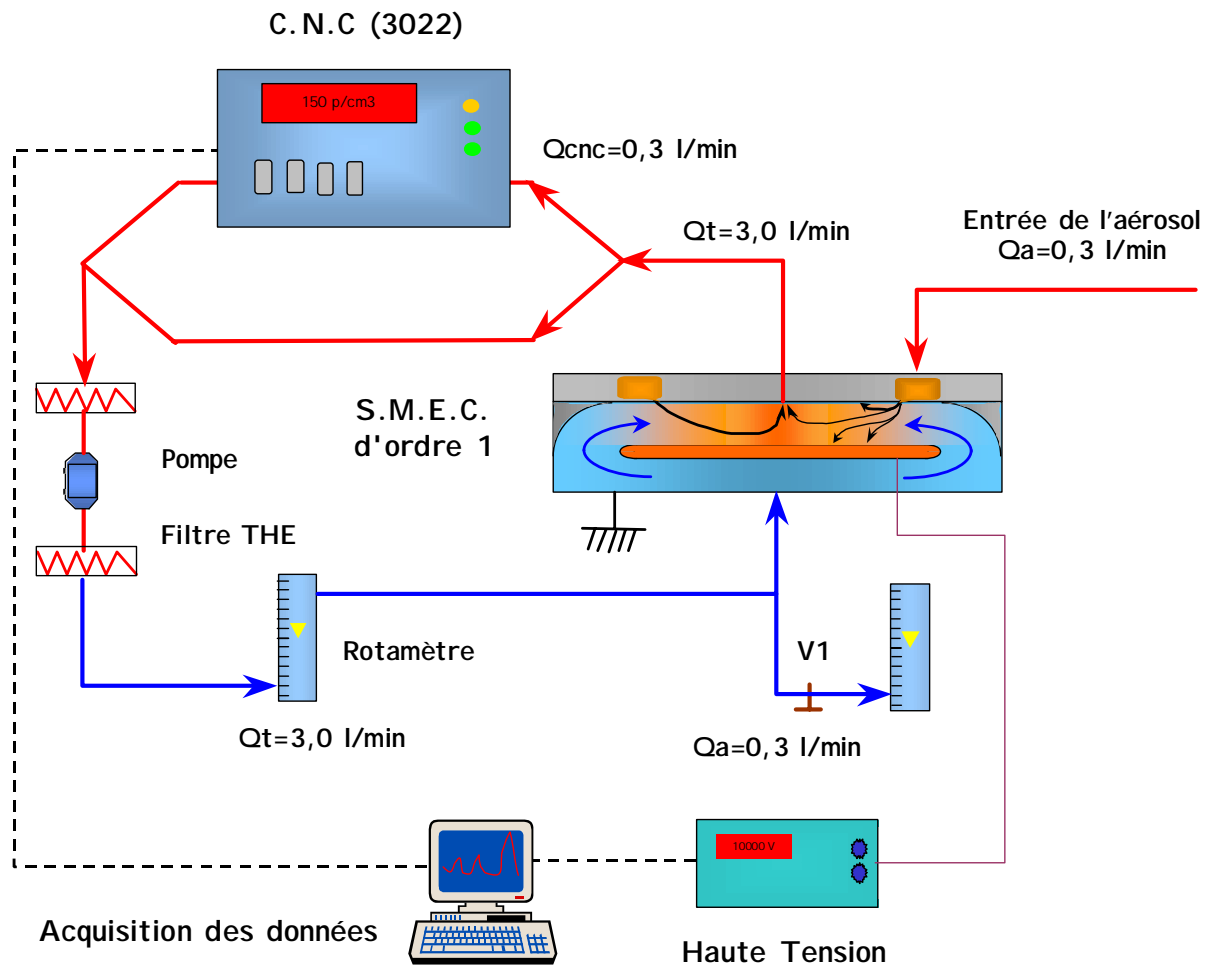 C.N.C (3022)
150 p/cm3
Qcnc=0,3 l/min
Qt=3,0 l/min
Entrée de l'aérosol
Qa=0,3 l/min
S.M.E.C.
d'ordre 1
Pompe
Filtre THE
Rotamètre
V1
Qt=3,0 l/min
Qa=0,3 l/min
10000 V
Acquisition des données
Haute Tension